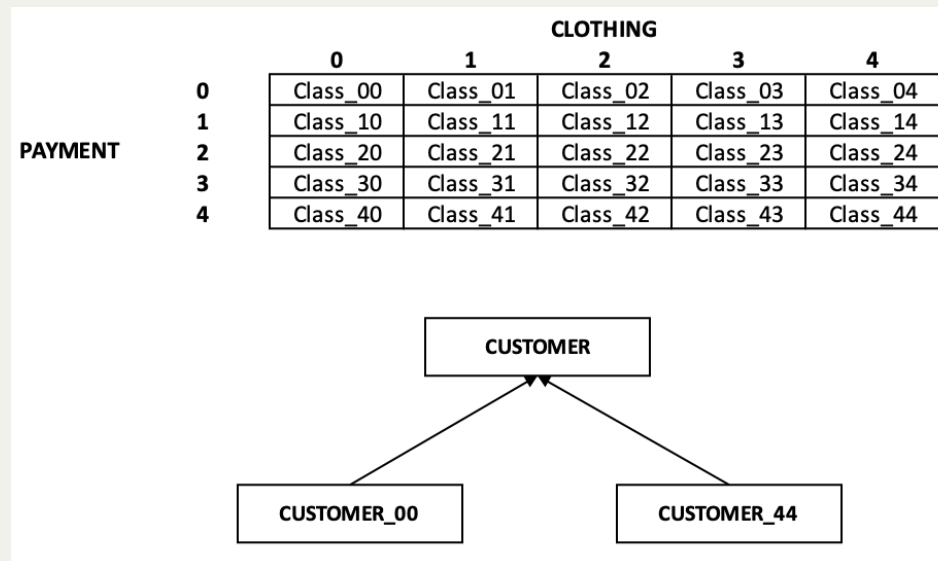 CLOTHING
0 1 2 3 4
0 Class_00 Class_01 Class_02 Class_03 Class_04
1 Class_10 Class_11 Class_12 Class_13 Class_14
PAYMENT 2 Class_20 Class_21 Class_22 Class_23 Class_24
3 Class_30 Class_31 Class_32 Class_33 Class_34
4 Class_40 Class_41 Class_42 Class_43 Class_44
CUSTOMER
CUSTOMER_00 CUSTOMER_44